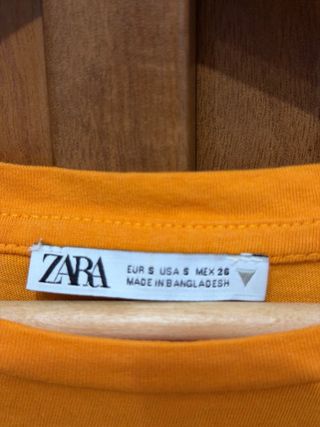 ZARA
EUR S USA S MEX 26
MADE IN BANGLADESH